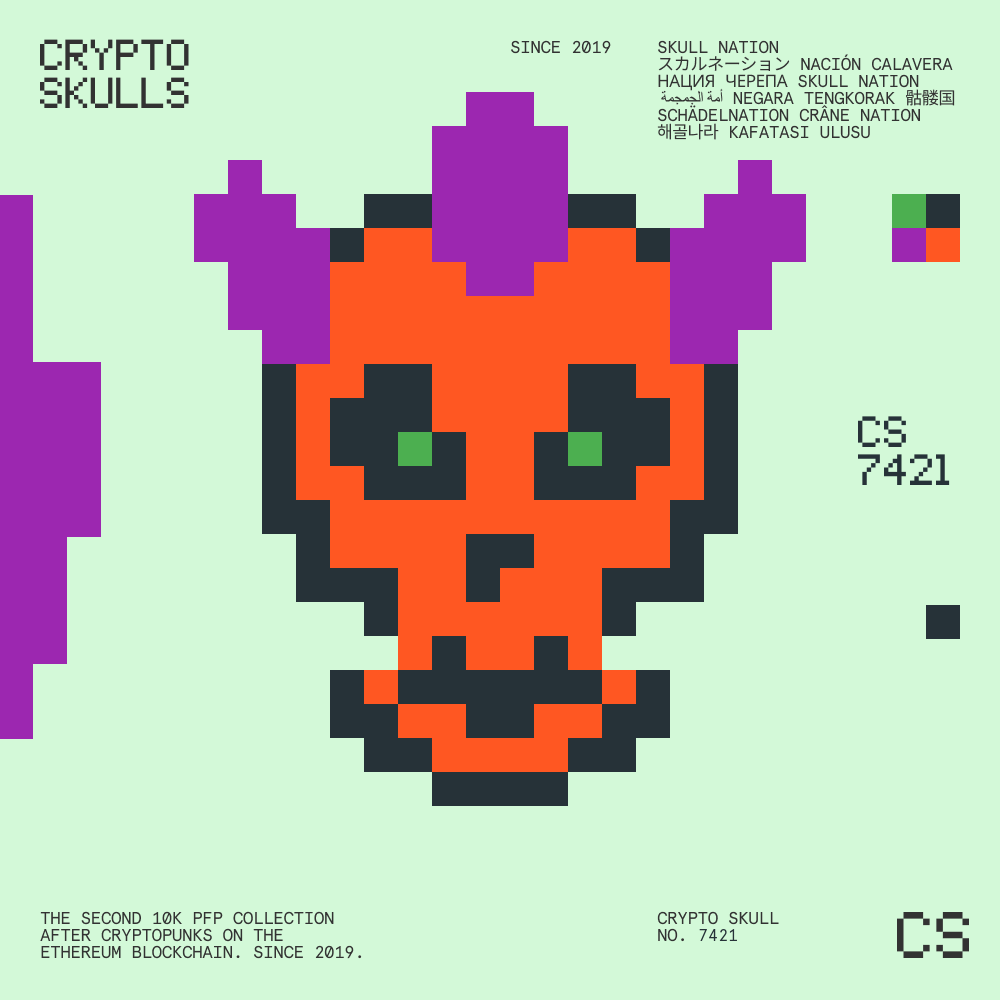 CRYPTO
SKULLS
SINCE 2019
SKULL NATION
スカルネーション NACIÓN CALAVERA
НАЦИЯ ЧЕРЕПА SKULL NATION
أمة الجمجمة NEGARA TENGKORAK 骷髅国
SCHÄDELNATION CRÂNE NATION
해골나라 KAFATASI ULUSU
CS
7421
THE SECOND 10K PFP COLLECTION
AFTER CRYPTOPUNKS ON THE
ETHEREUM BLOCKCHAIN. SINCE 2019.
CRYPTO SKULL
NO. 7421
CS